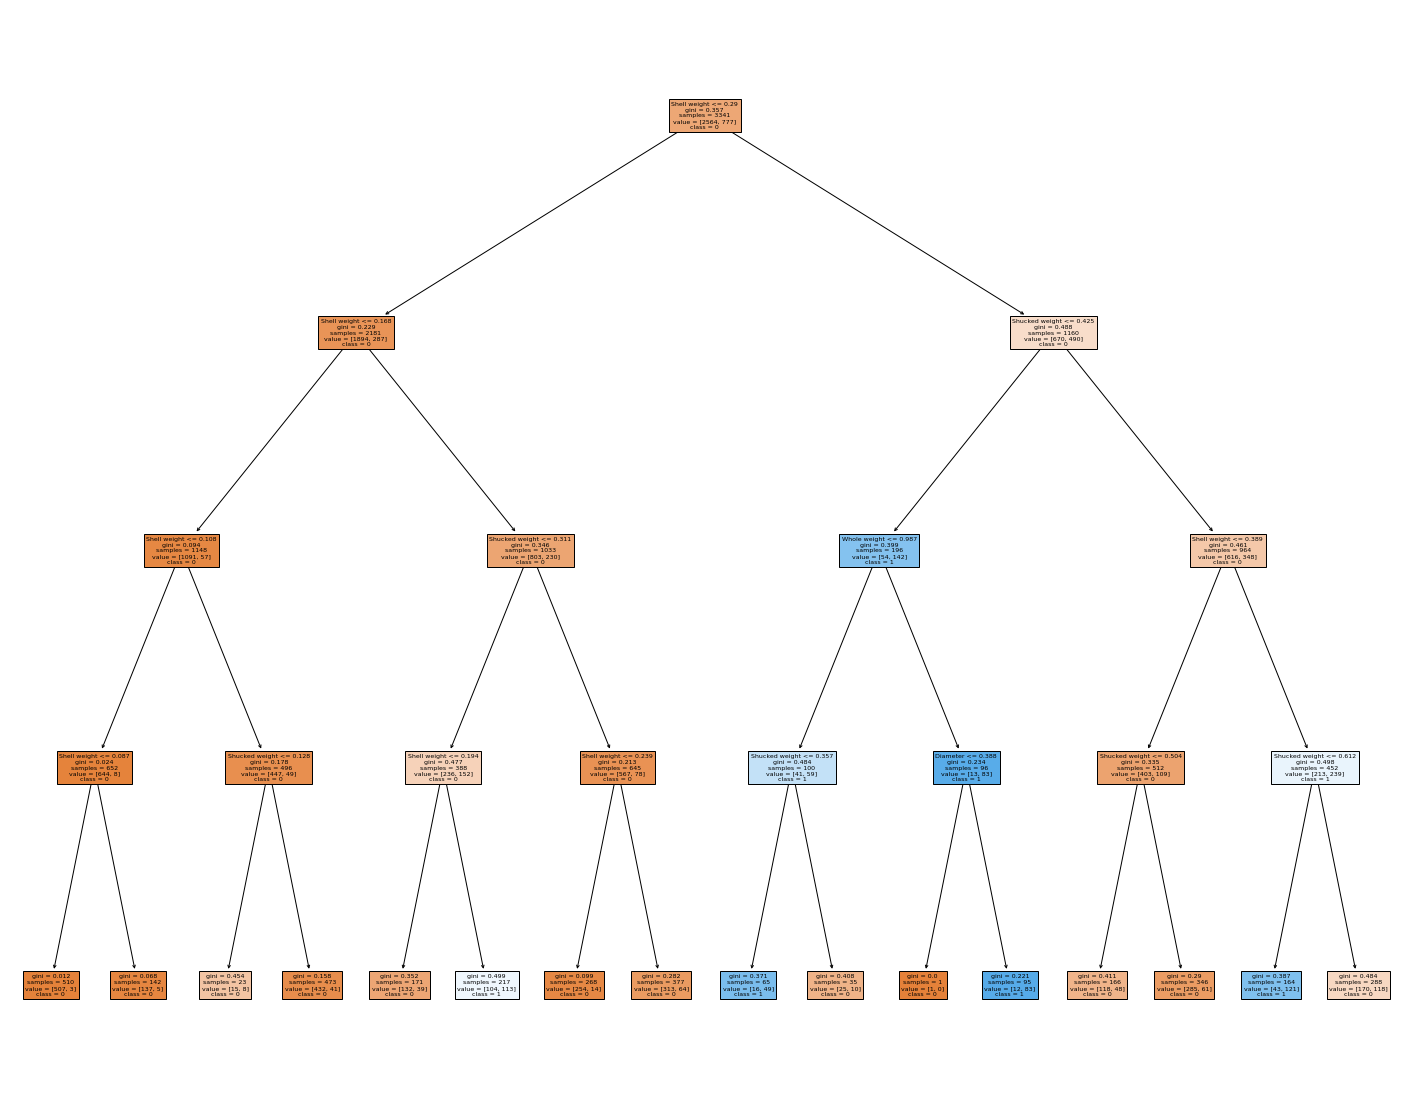 Shell weight <= 0.29
gini = 0.357
samples = 3341
value = [2564, 777]
class = 0
Shell weight <= 0.168
gini = 0.229
samples = 2181
value = [1894, 287]
class = 0
Shucked weight <= 0.425
gini = 0.488
samples = 1160
value = [670, 490]
class = 0
Shell weight <= 0.108
gini = 0.094
samples = 1148
value = [1091, 57]
class = 0
Shucked weight <= 0.311
gini = 0.346
samples = 1033
value = [803, 230]
class = 0
Whole weight <= 0.987
gini = 0.399
samples = 196
value = [54, 142]
class = 1
Shell weight <= 0.389
gini = 0.461
samples = 964
value = [616, 348]
class = 0
Shell weight <= 0.087
gini = 0.024
samples = 652
value = [644, 8]
class = 0
Shucked weight <= 0.128
gini = 0.178
samples = 496
value = [447, 49]
class = 0
Shell weight <= 0.194
gini = 0.477
samples = 388
value = [236, 152]
class = 0
Shell weight <= 0.239
gini = 0.213
samples = 645
value = [567, 78]
class = 0
Shucked weight <= 0.357
gini = 0.484
samples = 100
value = [41, 59]
class = 1
Diameter <= 0.388
gini = 0.234
samples = 96
value = [13, 83]
class = 1
Shucked weight <= 0.504
gini = 0.335
samples = 512
value = [403, 109]
class = 0
Shucked weight <= 0.612
gini = 0.498
samples = 452
value = [213, 239]
class = 1
gini = 0.012
samples = 510
value = [507, 3]
class = 0
gini = 0.068
samples = 142
value = [137, 5]
class = 0
gini = 0.454
samples = 23
value = [15, 8]
class = 0
gini = 0.158
samples = 473
value = [432, 41]
class = 0
gini = 0.352
samples = 171
value = [132, 39]
class = 0
gini = 0.499
samples = 217
value = [104, 113]
class = 1
gini = 0.099
samples = 268
value = [254, 14]
class = 0
gini = 0.282
samples = 377
value = [313, 64]
class = 0
gini = 0.371
samples = 65
value = [16, 49]
class = 1
gini = 0.408
samples = 35
value = [25, 10]
class = 0
gini = 0.0
samples = 1
value = [1, 0]
class = 0
gini = 0.221
samples = 95
value = [12, 83]
class = 1
gini = 0.411
samples = 166
value = [118, 48]
class = 0
gini = 0.29
samples = 346
value = [285, 61]
class = 0
gini = 0.387
samples = 164
value = [43, 121]
class = 1
gini = 0.484
samples = 288
value = [170, 118]
class = 0